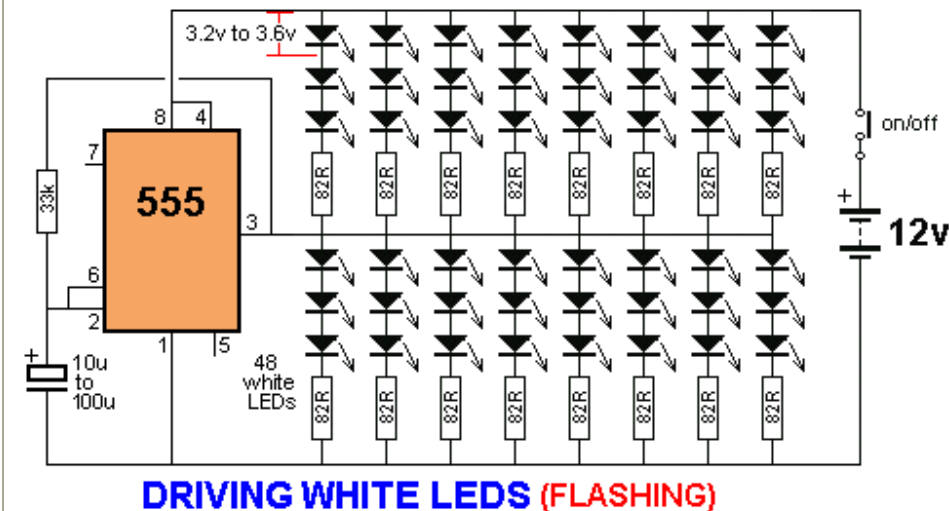 3.2v to 3.6v
8 4
7
on/off
33k
555
82R 82R 82R 82R 82R 82R 82R 82R
+
3
12v
6
2
1
5
+
10u
to
100u
48
white
LEDs
82R 82R 82R 82R 82R 82R 82R 82R
DRIVING WHITE LEDS (FLASHING)